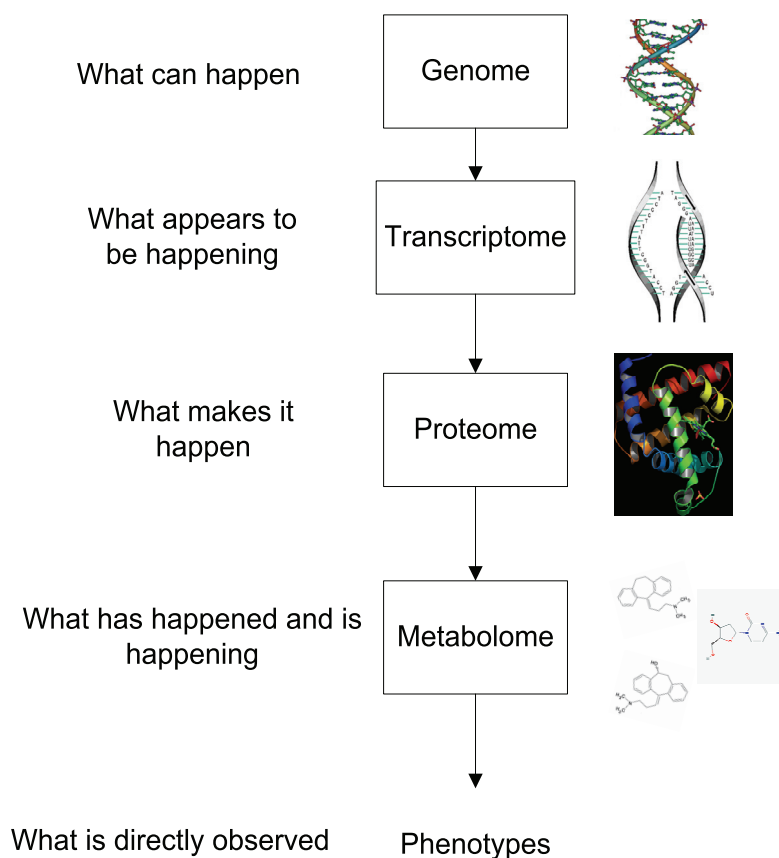 What can happen
Genome
What appears to
be happening
Transcriptome
What makes it
happen
Proteome
What has happened and is
happening
Metabolome
What is directly observed
Phenotypes